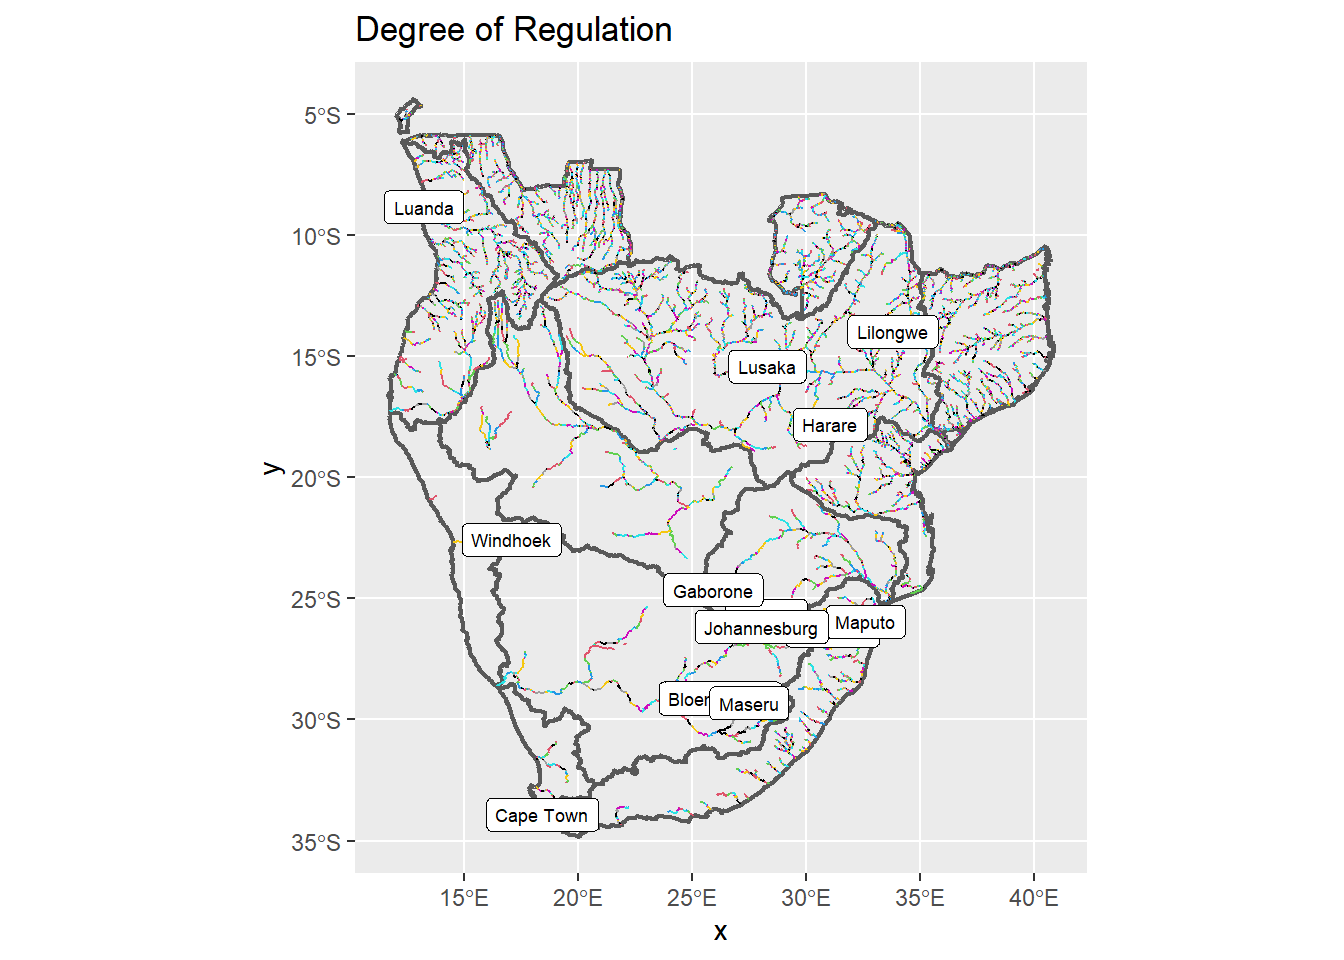 Degree of Regulation
5°S
10°S
15°S
20°S
25°S
30°S
35°S
y
Luanda
Lilongwe
Lusaka
Harare
Windhoek
Gaborone
Johannesburg
Maputo
Maseru
Cape Town
15°E
20°E
25°E
30°E
35°E
40°E
x